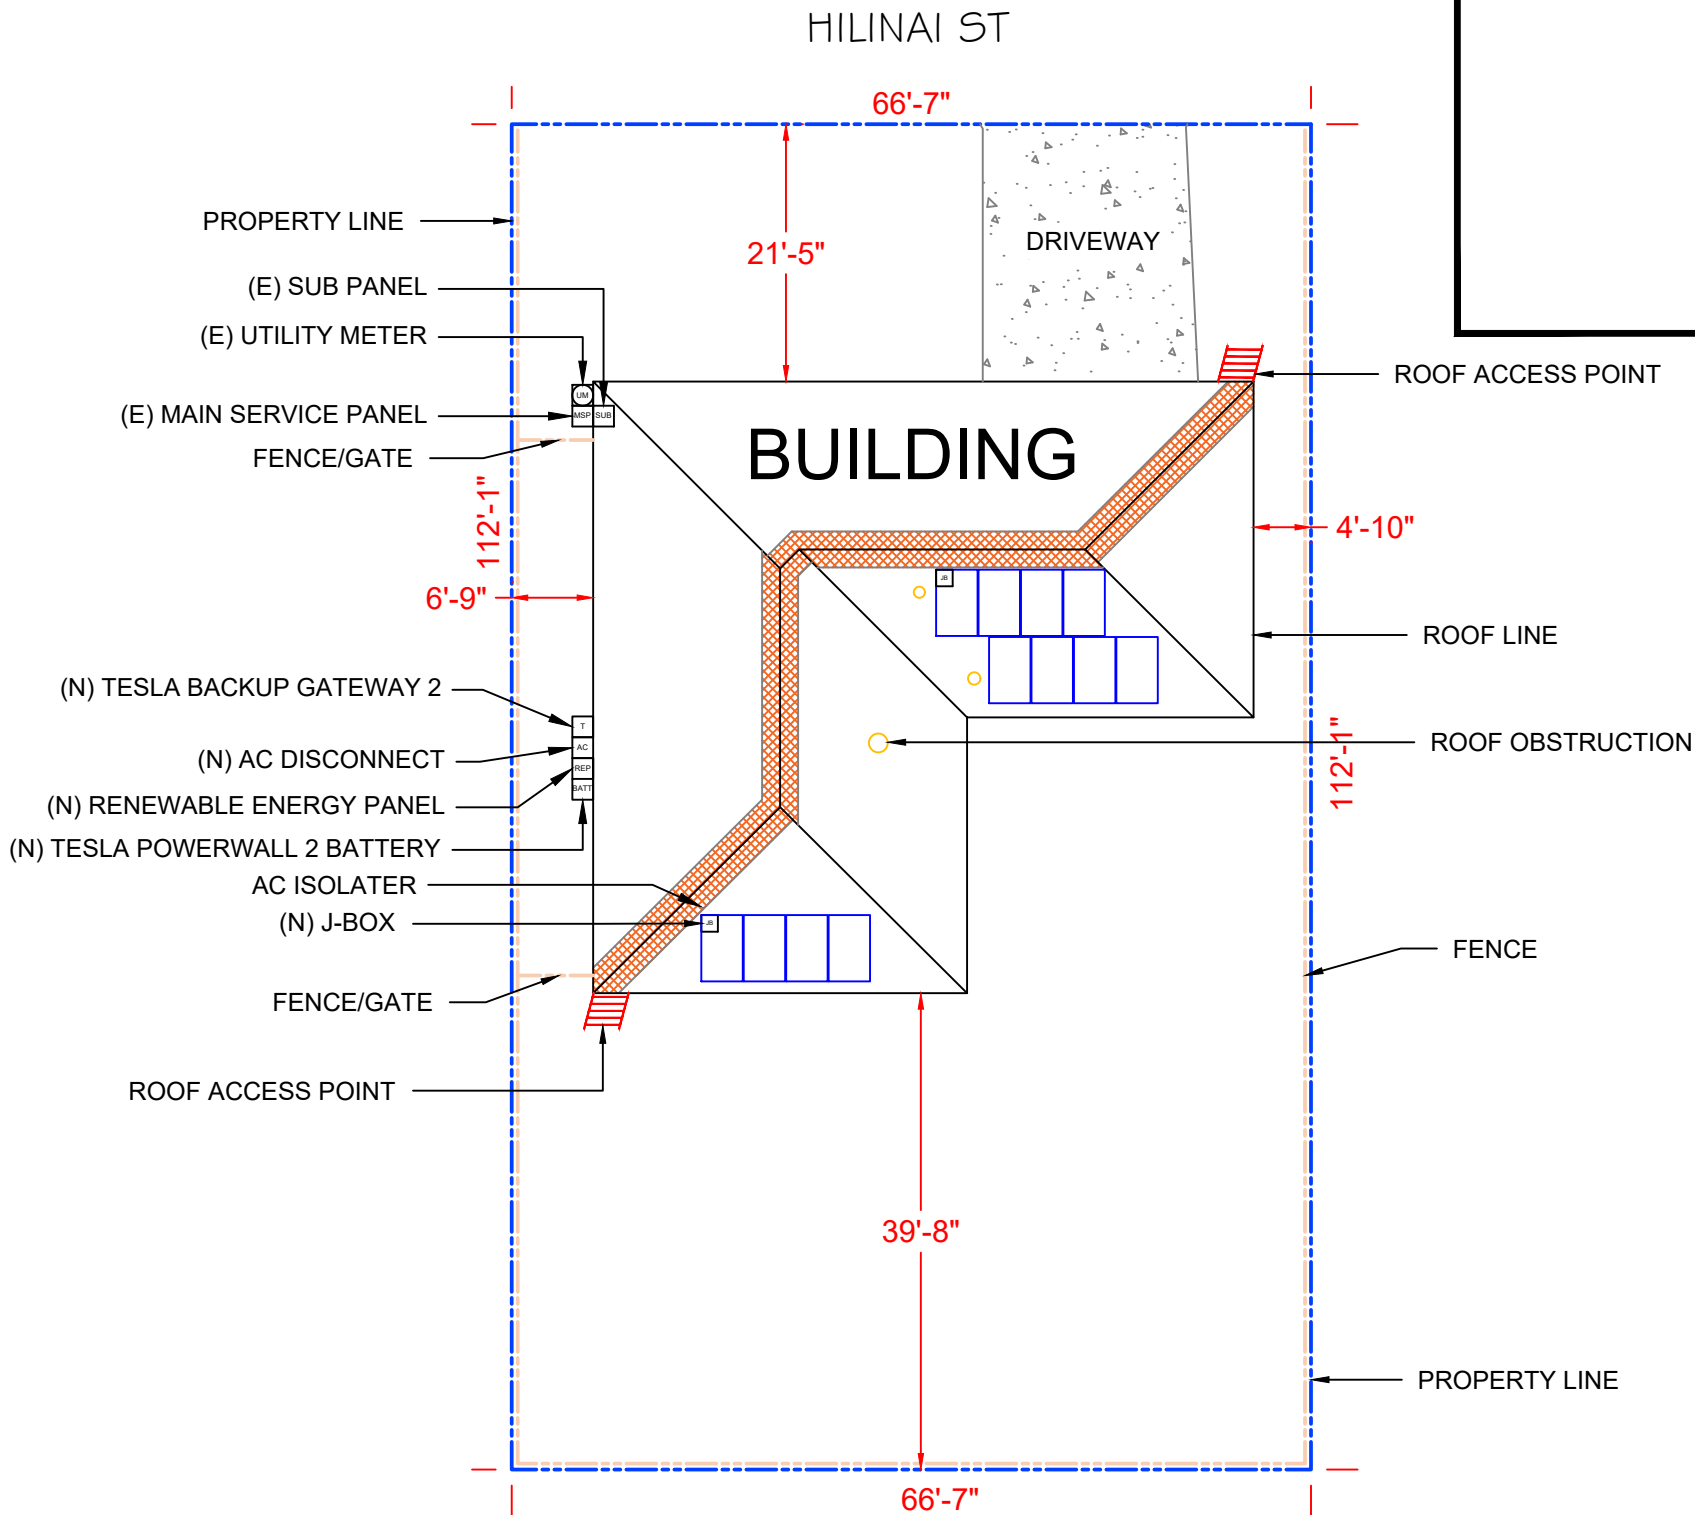 HILINAI ST
66'-7"
PROPERTY LINE
21'-5"
DRIVEWAY
(E) SUB PANEL
(E) UTILITY METER
ROOF ACCESS POINT
UM
(E) MAIN SERVICE PANEL
MSP
SUB
BUILDING
FENCE/GATE
112'-1"
4'-10"
JB
6'-9"
ROOF LINE
(N) TESLA BACKUP GATEWAY 2
T
ROOF OBSTRUCTION
(N) AC DISCONNECT
AC
112'-1"
REP
(N) RENEWABLE ENERGY PANEL
BATT
(N) TESLA POWERWALL 2 BATTERY
AC ISOLATER
(N) J-BOX
JB
FENCE
FENCE/GATE
ROOF ACCESS POINT
39'-8"
PROPERTY LINE
66'-7"